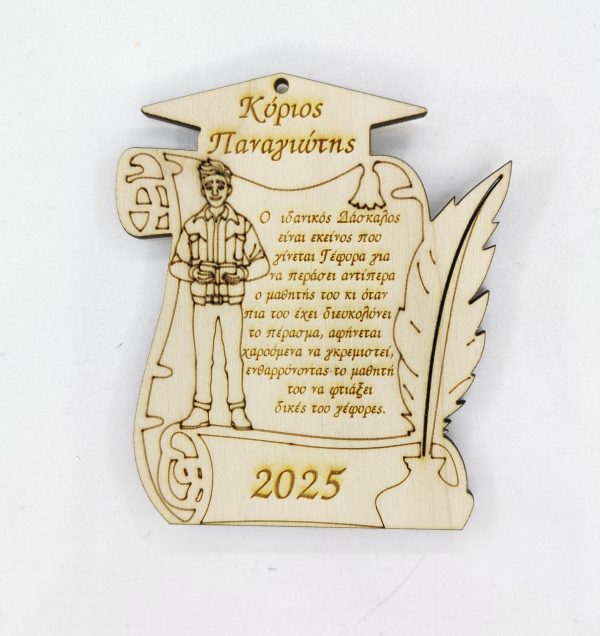 Κύριος
Παναγιώτης
Ο ιδανικός Δάσκαλος
είναι εκείνος που
γίνεται Γέφυρα για
να περάσει αντίπερα
ο μαθητής του κι όταν
πια του έχει διευκολύνει
το πέρασμα, αφήνεται
χαρούμενα να γκρεμιστεί,
ενθαρρύνοντας το μαθητή
του να φτιάξει
δικές του γέφυρες.
2025